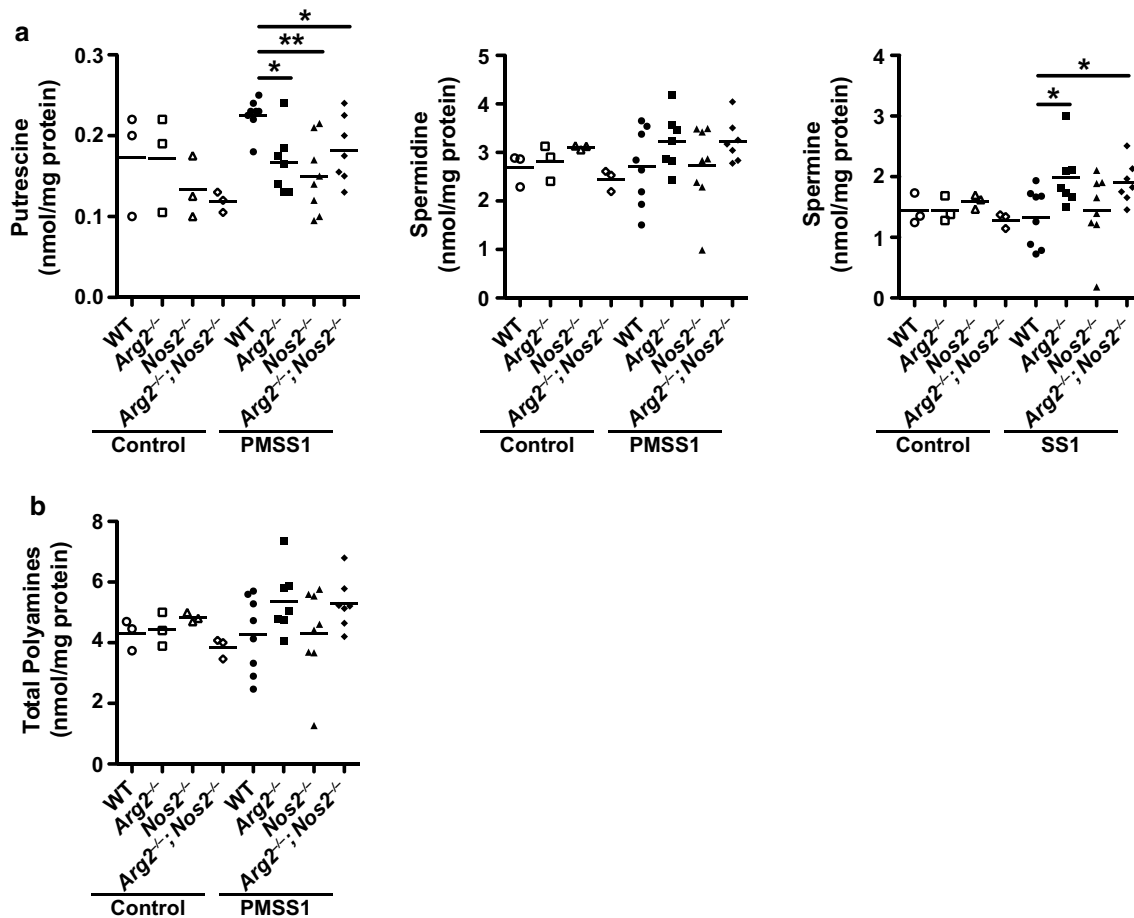 a
Putrescine
(nmol/mg protein)
0.3
0.2
0.1
0.0
*
**
*
WT
Arg2⁻/⁻
Nos2⁻/⁻
Arg2⁻/⁻; Nos2⁻/⁻
WT
Arg2⁻/⁻
Nos2⁻/⁻
Arg2⁻/⁻; Nos2⁻/⁻
Control
PMSS1
Spermidine
(nmol/mg protein)
5
4
3
2
1
0
WT
Arg2⁻/⁻
Nos2⁻/⁻
Arg2⁻/⁻; Nos2⁻/⁻
WT
Arg2⁻/⁻
Nos2⁻/⁻
Arg2⁻/⁻; Nos2⁻/⁻
Control
PMSS1
Spermine
(nmol/mg protein)
4
3
2
1
0
*
*
WT
Arg2⁻/⁻
Nos2⁻/⁻
Arg2⁻/⁻; Nos2⁻/⁻
WT
Arg2⁻/⁻
Nos2⁻/⁻
Arg2⁻/⁻; Nos2⁻/⁻
Control
SS1
b
Total Polyamines
(nmol/mg protein)
8
6
4
2
0
WT
Arg2⁻/⁻
Nos2⁻/⁻
Arg2⁻/⁻; Nos2⁻/⁻
WT
Arg2⁻/⁻
Nos2⁻/⁻
Arg2⁻/⁻; Nos2⁻/⁻
Control
PMSS1